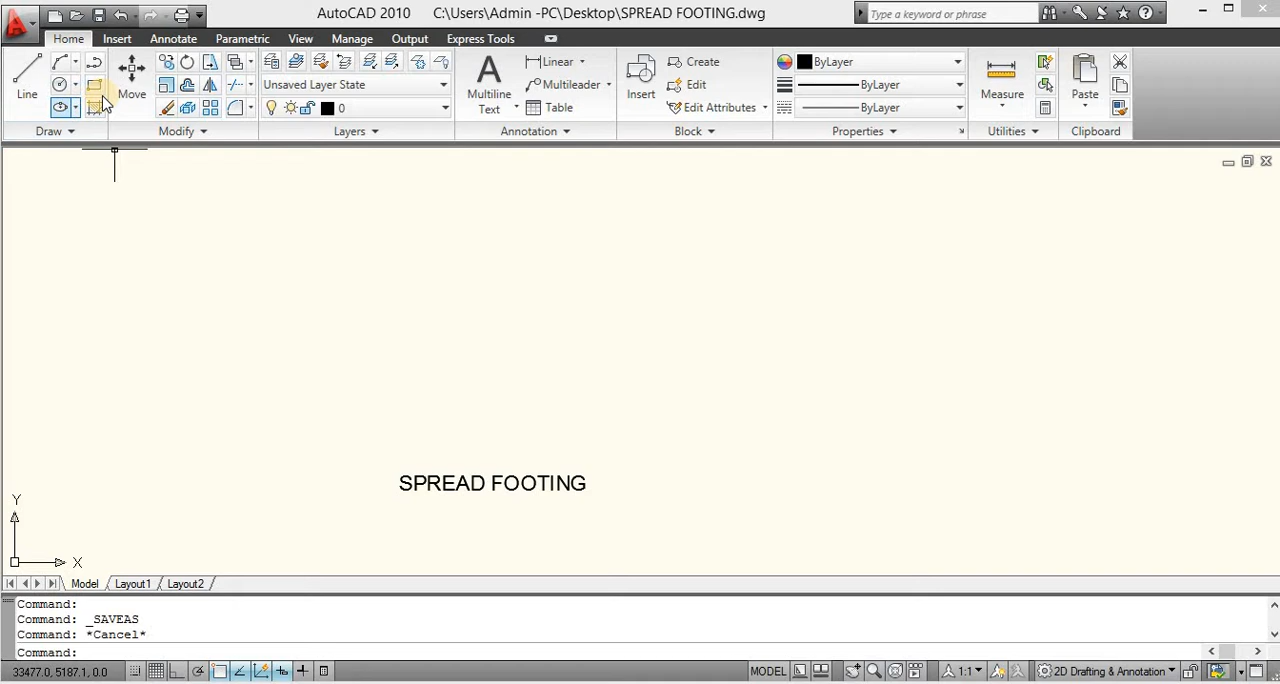 AutoCAD 2010 C:\Users\Admin -PC\Desktop\SPREAD FOOTING.dwg
Type a keyword or phrase
Home Insert Annotate Parametric View Manage Output Express Tools
Line
Move
Unsaved Layer State
0
Multiline
Text
Linear
Multileader
Table
Insert
Create
Edit
Edit Attributes
ByLayer
ByLayer
ByLayer
Measure
Paste
Draw Modify Layers Annotation Block Properties Utilities Clipboard
SPREAD FOOTING
Y
X
Model Layout1 Layout2
Command:
Command: _SAVEAS
Command: *Cancel*
Command:
33477.0, 5187.1, 0.0 MODEL 1:1 2D Drafting & Annotation